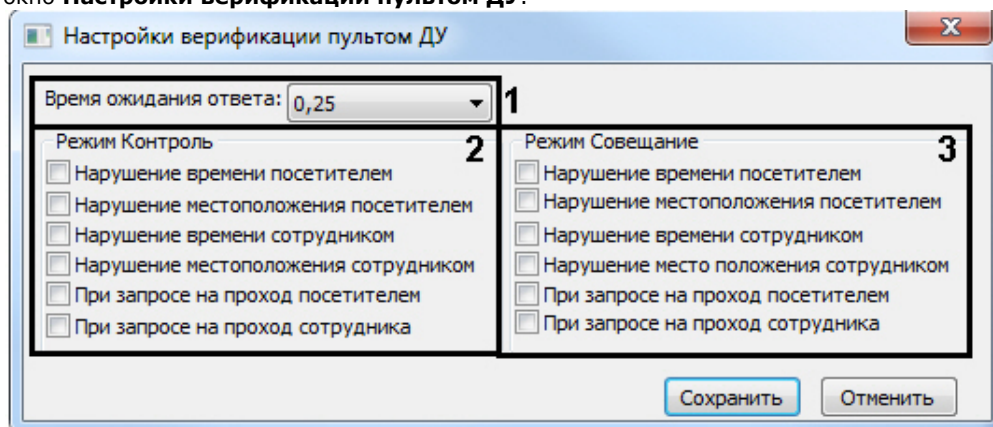 окно Настройки верификации пультом ДУ.
Настройки верификации пультом ДУ
Время ожидания ответа: 0,25
1
Режим Контроль
2
Нарушение времени посетителем
Нарушение местоположения посетителем
Нарушение времени сотрудником
Нарушение местоположения сотрудником
При запросе на проход посетителем
При запросе на проход сотрудника
Режим Совещание
3
Нарушение времени посетителем
Нарушение местоположения посетителем
Нарушение времени сотрудником
Нарушение место положения сотрудником
При запросе на проход посетителем
При запросе на проход сотрудника
Сохранить
Отменить